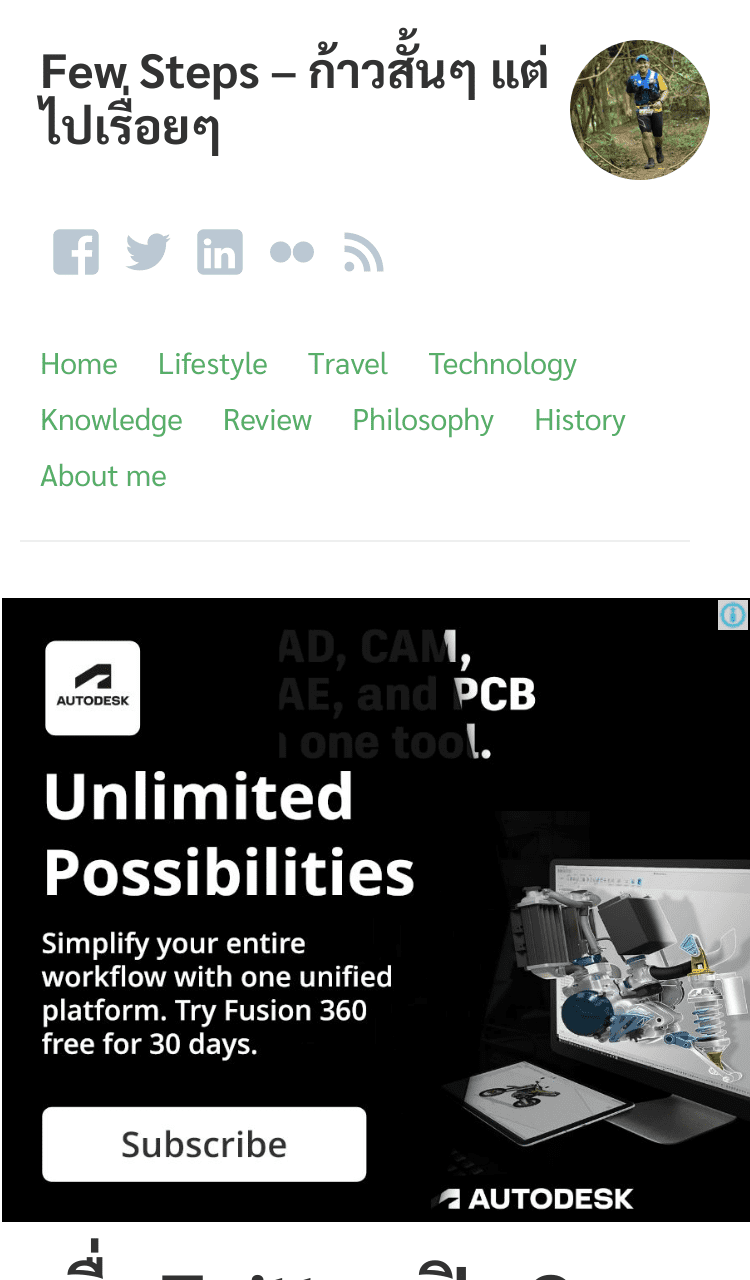 Few Steps – ก้าวสั้นๆ แต่
ไปเรื่อยๆ
Home Lifestyle Travel Technology
Knowledge Review Philosophy History
About me
AUTODESK
AD, CAM,
AE, and PCB
one tool.
Unlimited
Possibilities
Simplify your entire
workflow with one unified
platform. Try Fusion 360
free for 30 days.
Subscribe
AUTODESK